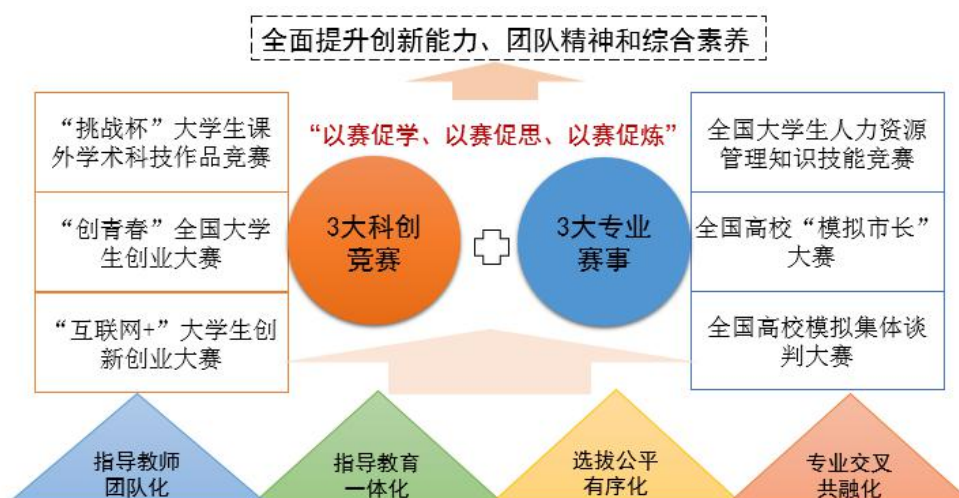 全面提升创新能力、团队精神和综合素养
“以赛促学、以赛促思、以赛促炼”
“挑战杯”大学生课
外学术科技作品竞赛
“创青春”全国大学
生创业大赛
“互联网+”大学生创
新创业大赛
3大科创
竞赛
3大专业
赛事
全国大学生人力资源
管理知识技能竞赛
全国高校“模拟市长”
大赛
全国高校模拟集体谈
判大赛
指导教师
团队化
指导教育
一体化
选拔公平
有序化
专业交叉
共融化